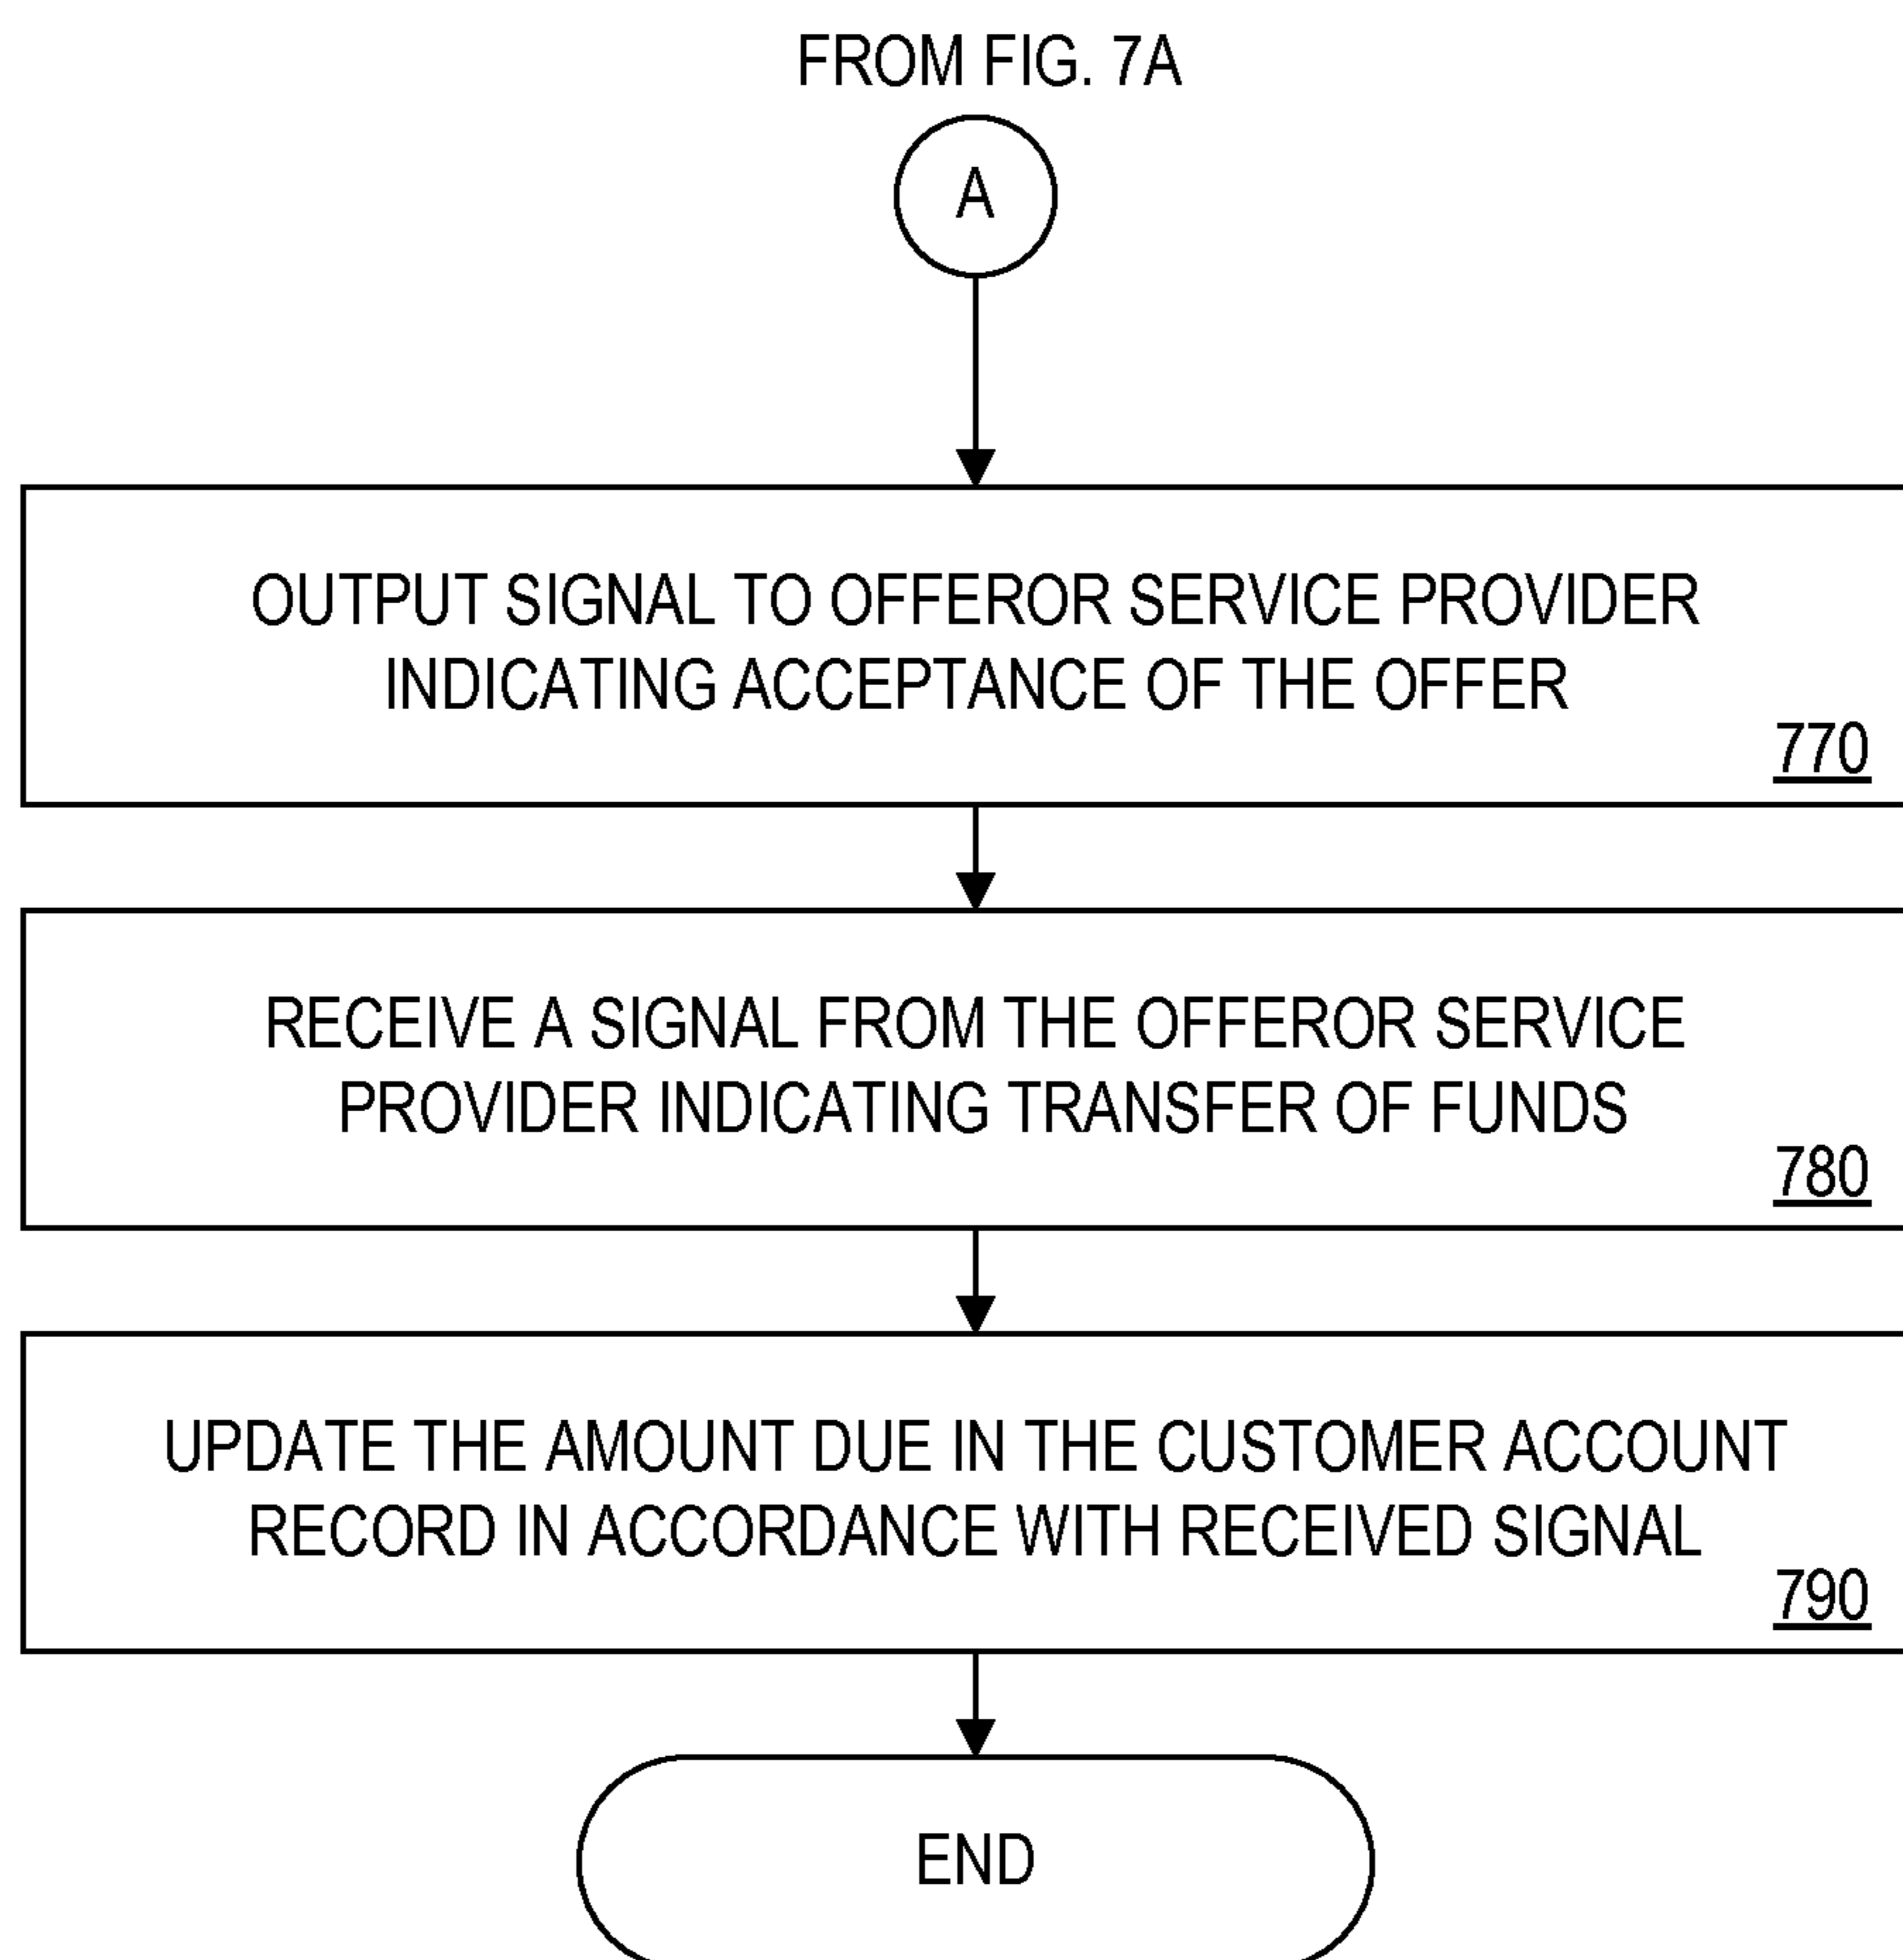 FROM FIG. 7A
A
OUTPUT SIGNAL TO OFFEROR SERVICE PROVIDER
INDICATING ACCEPTANCE OF THE OFFER
770
RECEIVE A SIGNAL FROM THE OFFEROR SERVICE
PROVIDER INDICATING TRANSFER OF FUNDS
780
UPDATE THE AMOUNT DUE IN THE CUSTOMER ACCOUNT
RECORD IN ACCORDANCE WITH RECEIVED SIGNAL
790
END